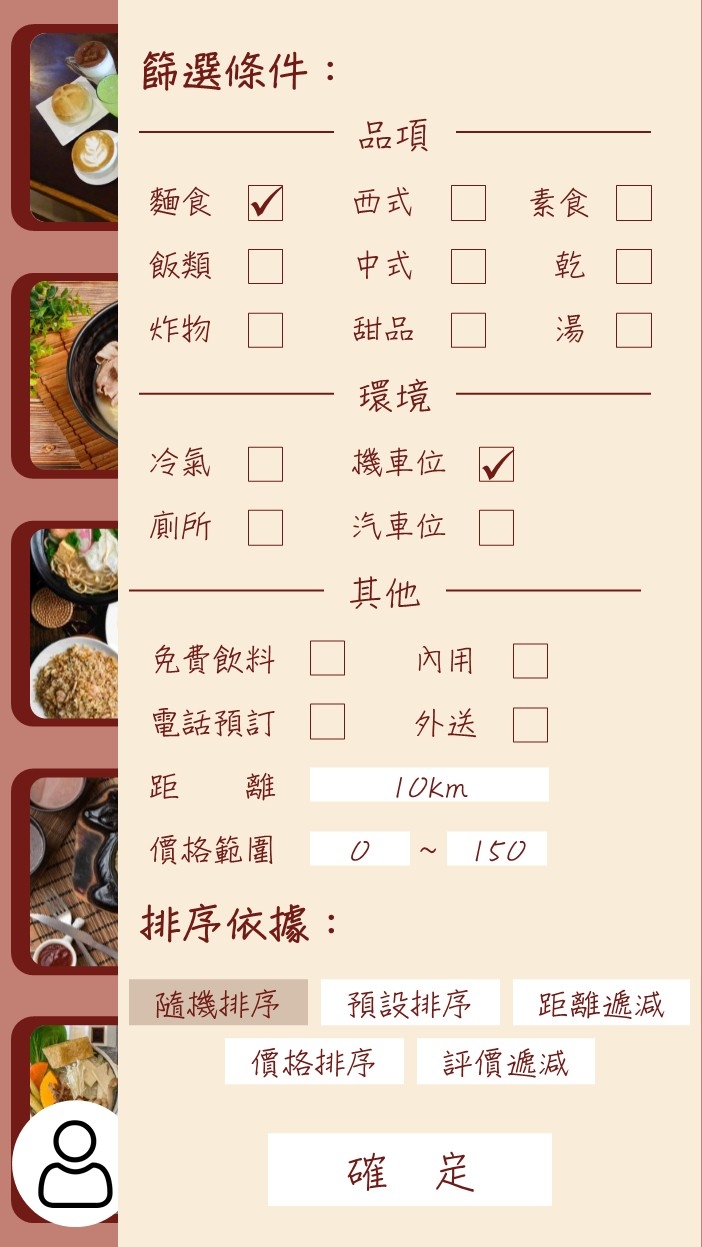 篩選條件：
品項
麵食 西式 素食
飯類 中式 乾
炸物 甜品 湯
環境
冷氣 機車位
廁所 汽車位
其他
免費飲料 內用
電話預訂 外送
距離 10km
價格範圍 0 ~ 150
排序依據：
隨機排序 預設排序 距離遞減
價格排序 評價遞減
確定